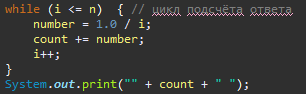 while (i <= n)  { // цикл подсчёта ответа
    number = 1.0 / i;
    count += number;
    i++;
}
System.out.print("" + count + " ");